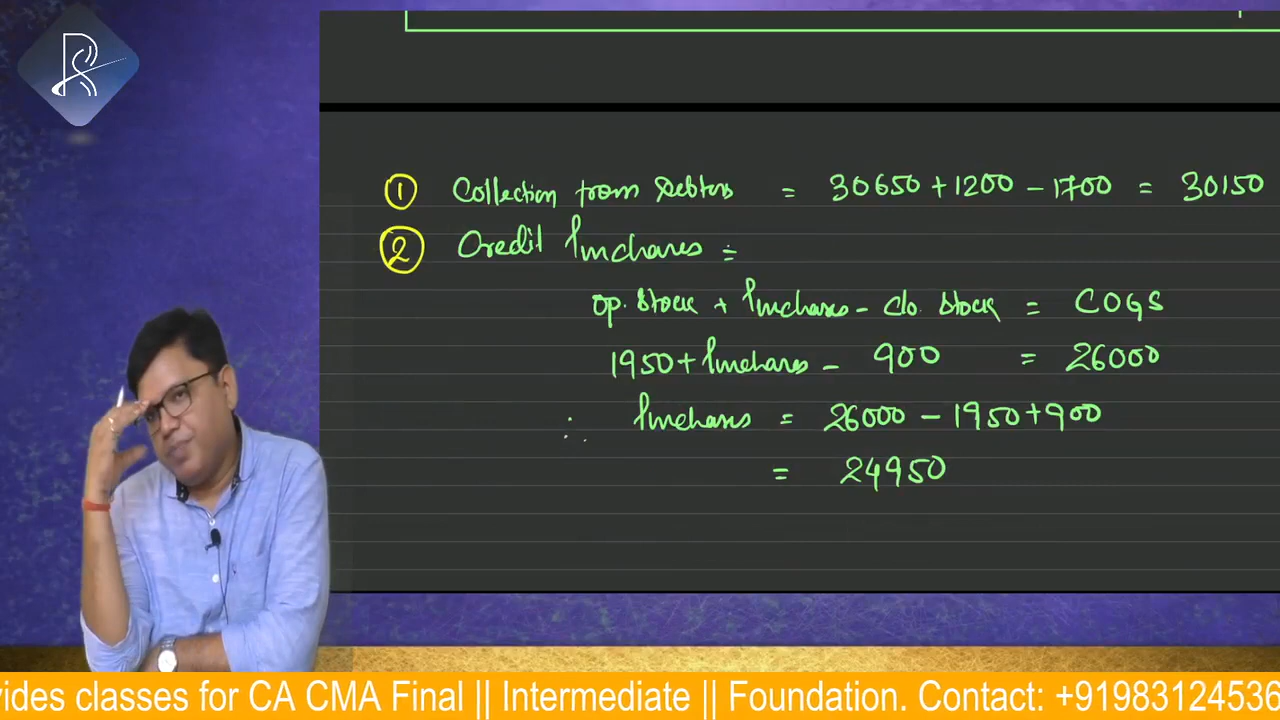 RS
① Collection from Debtors = 30650 + 1200 - 1700 = 30150
② Credit Purchases :=
op. Stock + Purchases - clo. Stock = COGS
1950 + Purchases - 900 = 26000
∴ Purchases = 26000 - 1950 + 900
= 24950
vides classes for CA CMA Final || Intermediate || Foundation. Contact: +91983124536